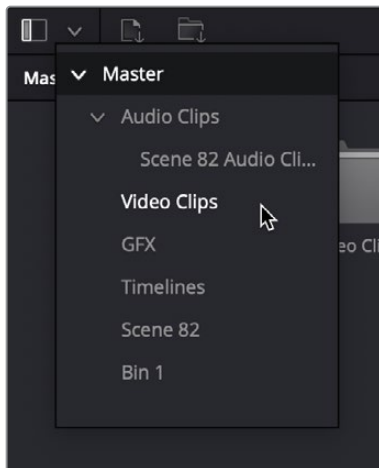 Mas
Master
Audio Clips
Scene 82 Audio Cli...
Video Clips
GFX
eo Cli
Timelines
Scene 82
Bin 1